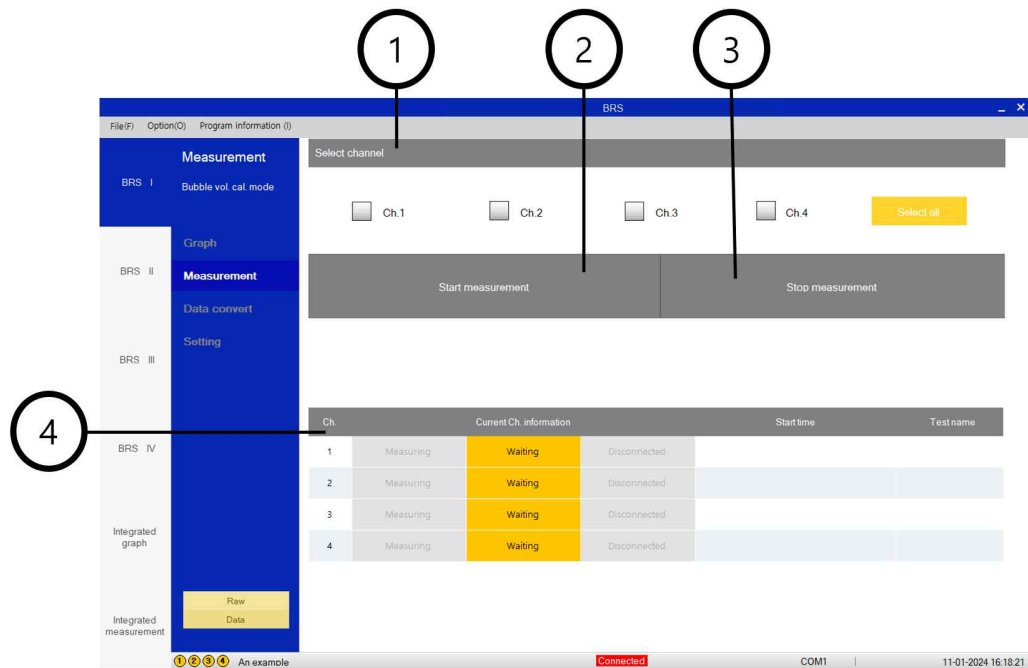 1 2 3
BRS
File(F) Option(O) Program information (I)
Measurement
Select channel
BRS I
Bubble vol. cal. mode
Ch.1 Ch.2 Ch.3 Ch.4 Select all
Graph
BRS II
Measurement
Start measurement Stop measurement
Data convert
Setting
BRS III
4
Ch. Current Ch. information Start time Test name
BRS IV
1 Measuring Waiting Disconnected
2 Measuring Waiting Disconnected
3 Measuring Waiting Disconnected
4 Measuring Waiting Disconnected
Integrated
graph
Raw
Data
Integrated
measurement
1 2 3 4 An example Connected COM1 11-01-2024 16:18:21